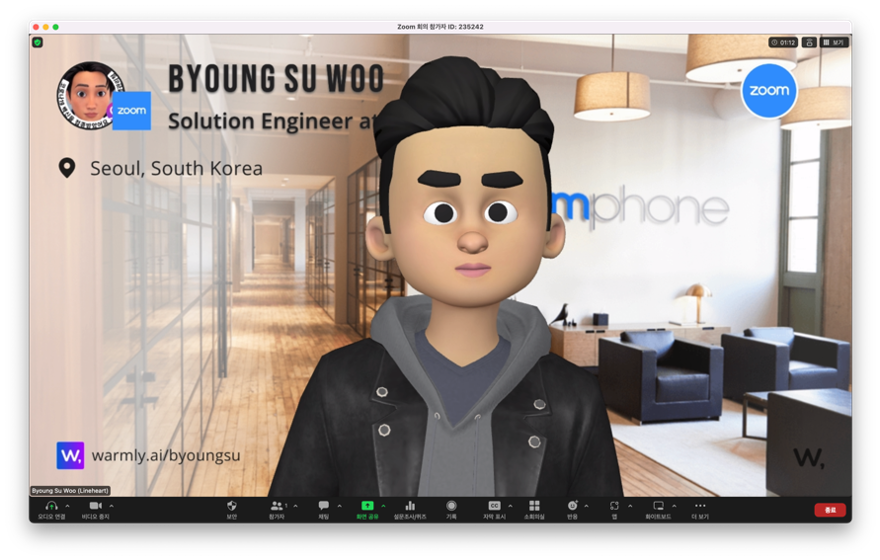 Zoom 회의 참가자 ID: 235242
01:12
보기
BYOUNG SU WOO
zoom
zoom
Solution Engineer at
Seoul, South Korea
mphone
W,
warmly.ai/byoungsu
W,
Byoung Su Woo (Lineheart)
오디오 연결
비디오 중지
보안
참가자
1
채팅
화면 공유
설문조사/퀴즈
기록
CC
자막 표시
소회의실
반응
앱
화이트보드
더 보기
종료